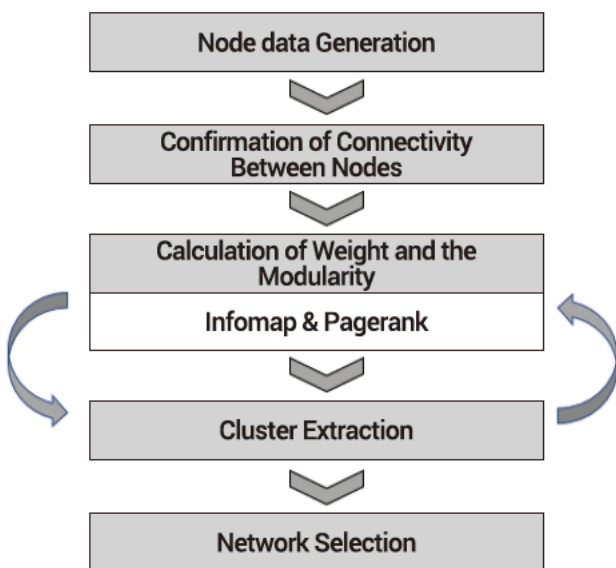 Node data Generation
Confirmation of Connectivity
Between Nodes
Calculation of Weight and the
Modularity
Infomap & Pagerank
Cluster Extraction
Network Selection